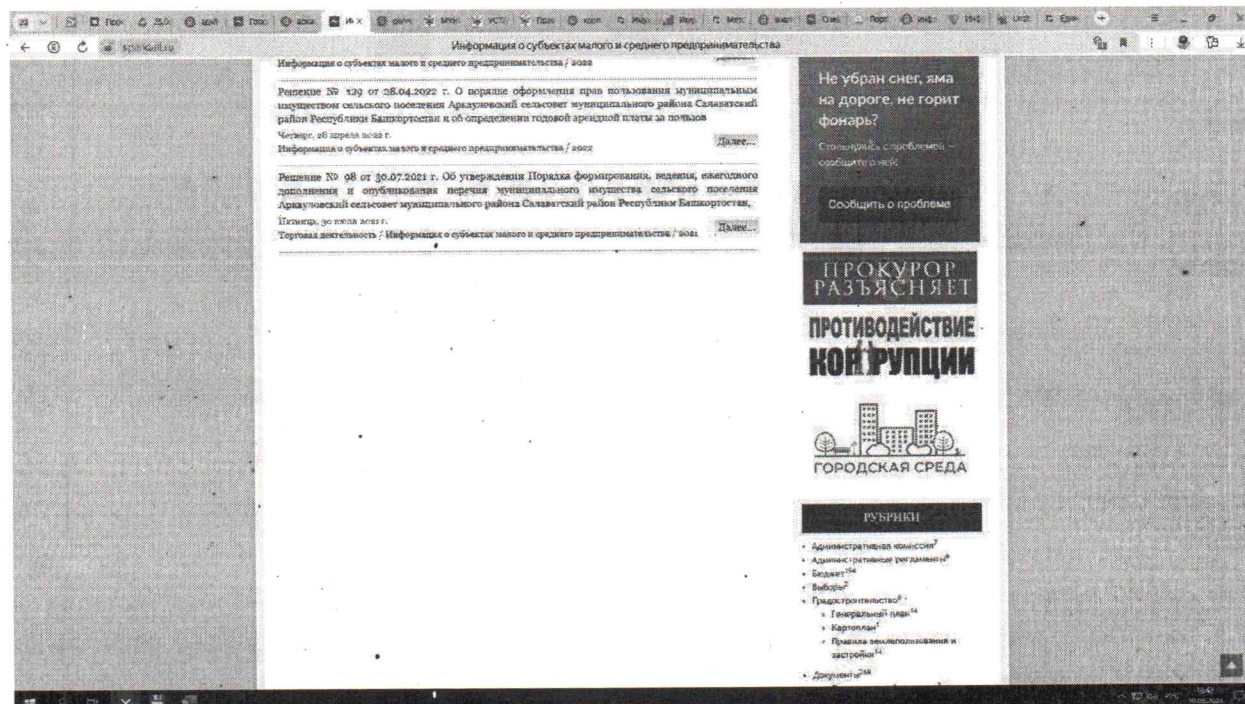 sparkaul.ru
Информация о субъектах малого и среднего предпринимательства
Информация о субъектах малого и среднего предпринимательства / 2022
Решение № 129 от 28.04.2022 г. О порядке оформления прав пользования муниципальным
имуществом сельского поселения Аркауловский сельсовет муниципального района Салаватский
район Республики Башкортостан и об определении годовой арендной платы за пользов
Четверг, 28 апреля 2022 г.
Информация о субъектах малого и среднего предпринимательства / 2022
Далее...
Решение № 98 от 30.07.2021 г. Об утверждении Порядка формирования, ведения, ежегодного
дополнения и опубликования перечня муниципального имущества сельского поселения
Аркауловский сельсовет муниципального района Салаватский район Республики Башкортостан,
Пятница, 30 июля 2021 г.
Торговая деятельность / Информация о субъектах малого и среднего предпринимательства / 2021
Далее...
Не убран снег, яма
на дороге, не горит
фонарь?
Столкнулись с проблемой —
сообщите о ней!
Сообщить о проблеме
ПРОКУРОР
РАЗЪЯСНЯЕТ
ПРОТИВОДЕЙСТВИЕ
КОРРУПЦИИ
ГОРОДСКАЯ СРЕДА
РУБРИКИ
Административная комиссия
Административные регламенты
Бюджет
Выборы
Градостроительство
Генеральный план
Картоплан
Правила землепользования и
застройки
Документы